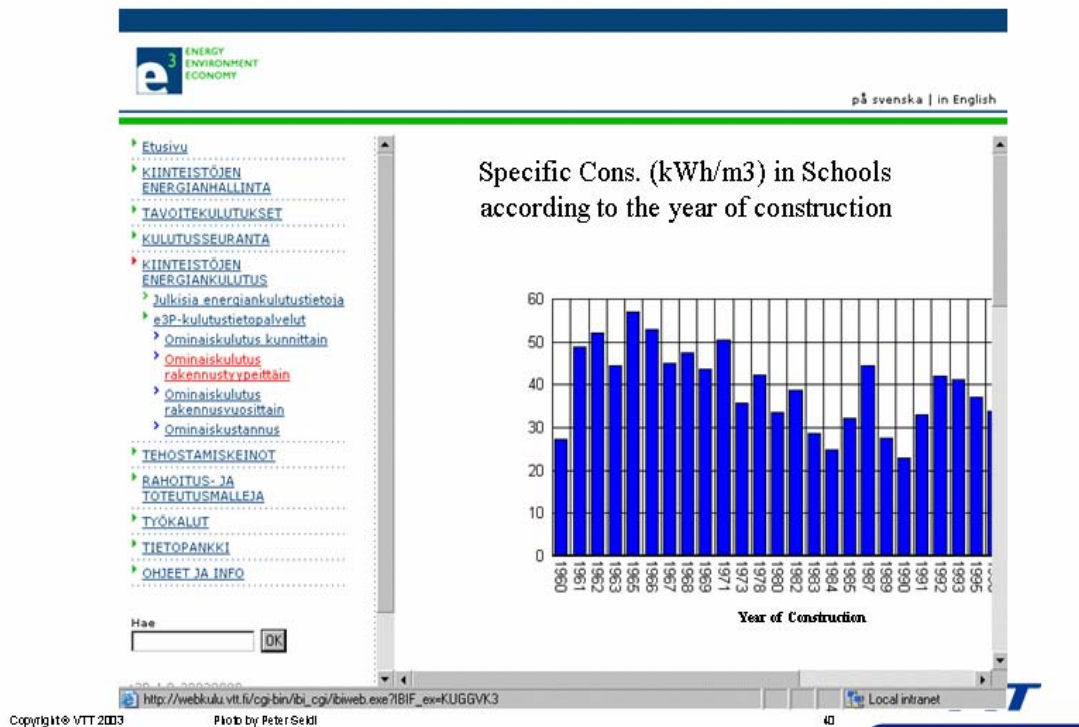 e3
ENERGY
ENVIRONMENT
ECONOMY
på svenska | in English
Etusivu
KIINTEISTÖJEN
ENERGIANHALLINTA
TAVOITEKULUTUKSET
KULUTUSSEURANTA
KIINTEISTÖJEN
ENERGIANKULUTUS
Julkisia energiankulutustietoja
e3P-kulutustietopalvelut
Ominaiskulutus kunnittain
Ominaiskulutus
rakennustyypeittäin
Ominaiskulutus
rakennusvuosittain
Ominaiskustannus
TEHOSTAMISKEINOT
RAHOITUS- JA
TOTEUTUSMALLEJA
TYÖKALUT
TIETOPANKKI
OHJEET JA INFO
Hae
OK
Specific Cons. (kWh/m3) in Schools
according to the year of construction
60
50
40
30
20
10
0
1960 1961 1962 1963 1965 1966 1967 1968 1969 1971 1973 1978 1980 1982 1983 1984 1985 1987 1989 1990 1991 1992 1993 1995
Year of Construction
http://webkulu.vtt.fi/cgi-bin/ibi_cgi/ibiweb.exe?IBIF_ex=KUGGVK3
Local intranet
Copyright © VTT 2003
Photo by Peter Seidl
40